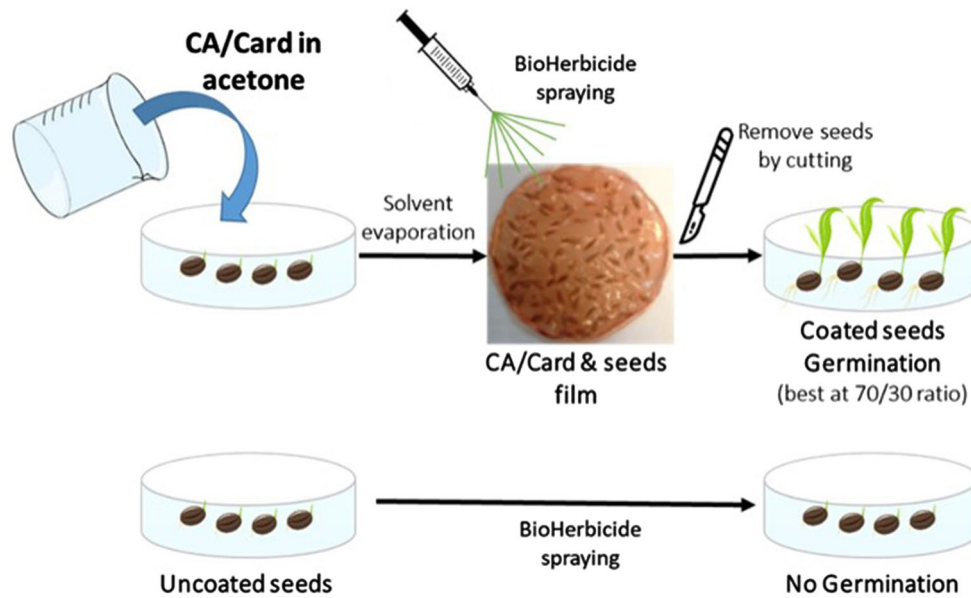 CA/Card in
acetone
BioHerbicide
spraying
Remove seeds
by cutting
Solvent
evaporation
CA/Card & seeds
film
Coated seeds
Germination
(best at 70/30 ratio)
BioHerbicide
spraying
Uncoated seeds
No Germination